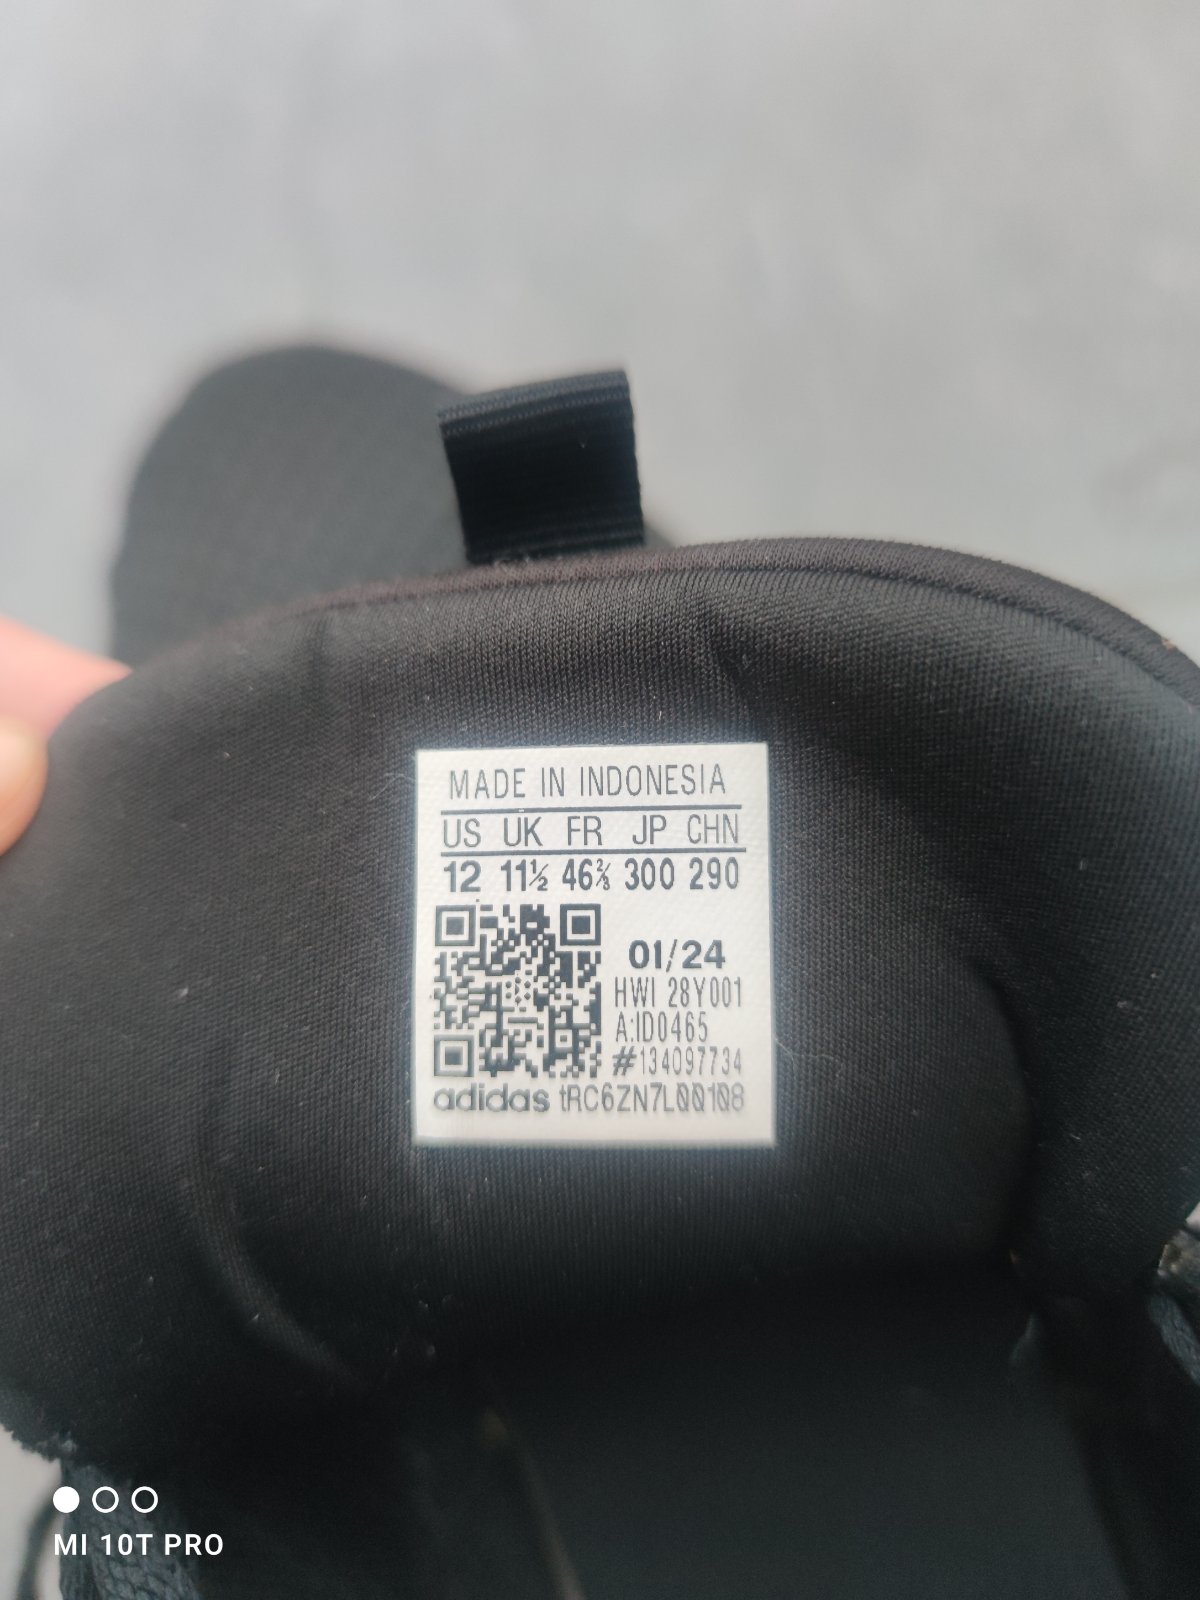 MADE IN INDONESIA
US UK FR JP CHN
12 11½ 46⅔ 300 290
01/24
HWI 28Y001
A:ID0465
#134097734
adidas tRC6ZN7L00108
MI 10T PRO